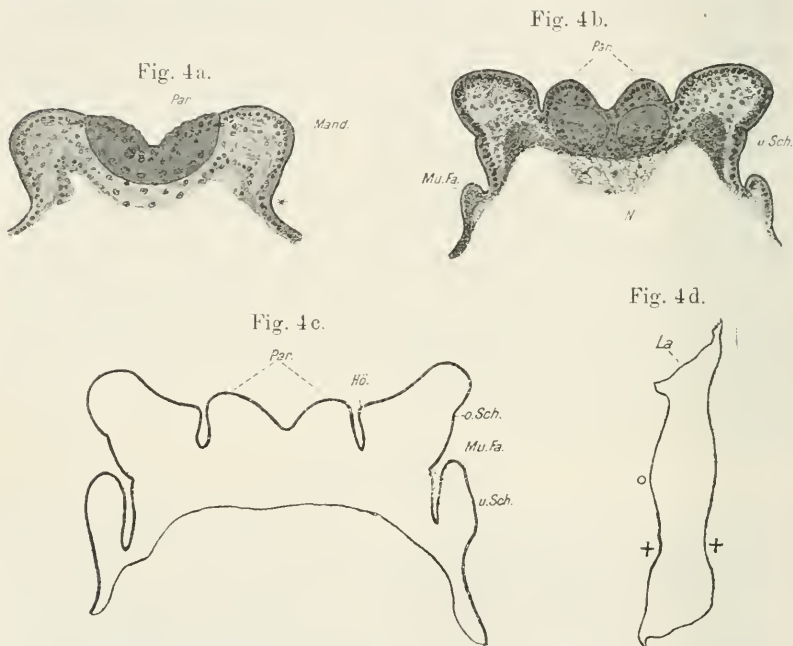 Fig. 4a.
Par
Mand.
*
Fig. 4b.
Par.
u.Sch.
Mu.Fa.
N
Fig. 4c.
Par.
Hö.
o.Sch.
Mu.Fa.
u.Sch.
Fig. 4d.
La
o
+ +